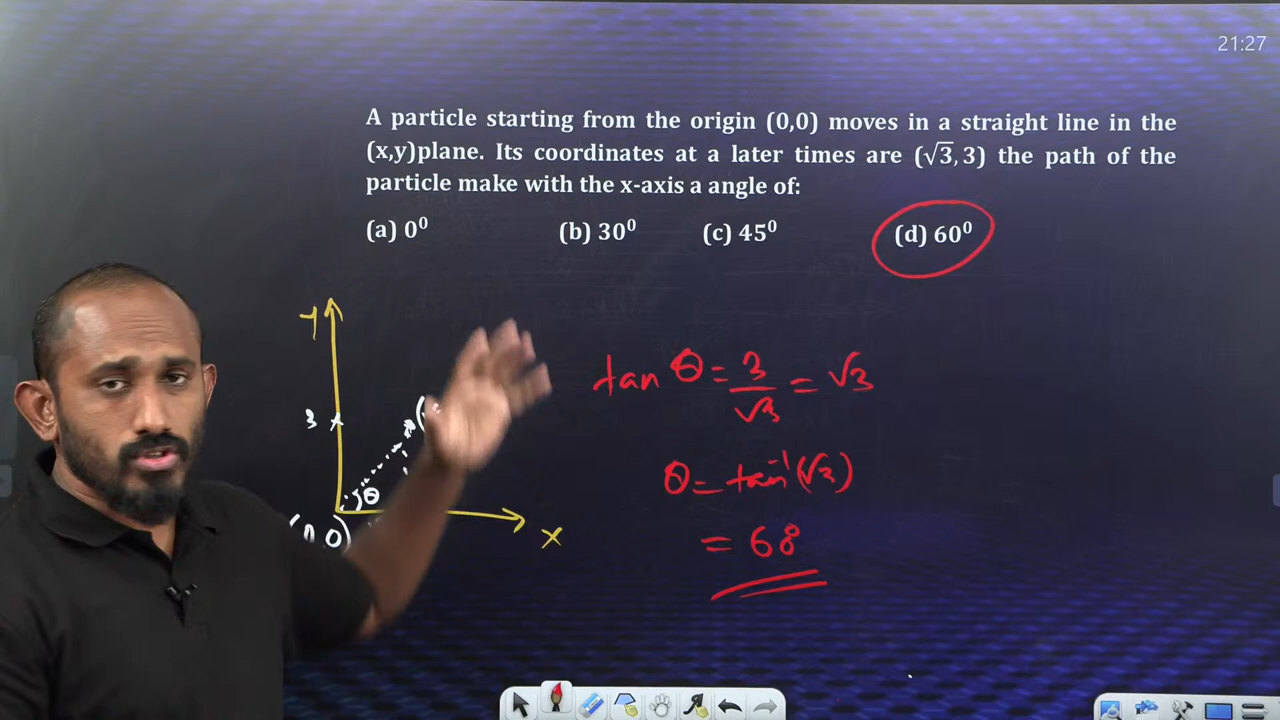 21:27
A particle starting from the origin (0,0) moves in a straight line in the
(x,y)plane. Its coordinates at a later times are (√3, 3) the path of the
particle make with the x-axis a angle of:
(a) 0⁰ (b) 30⁰ (c) 45⁰ (d) 60⁰
Y
tan θ = 3/√3 = √3
3
θ = tan⁻¹(√3)
θ
X
= 60